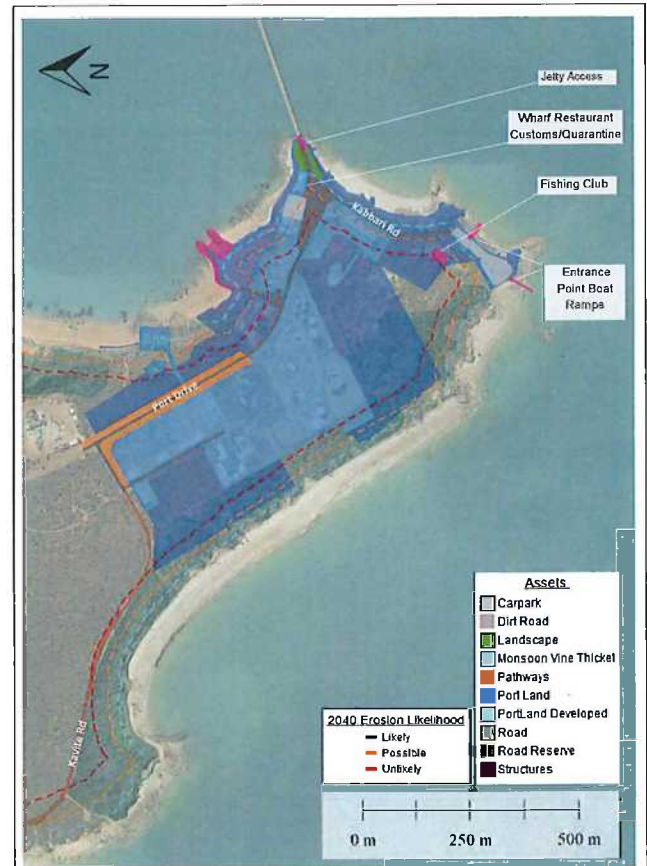 N
Jetty Access
Wharf Restaurant
Customs/Quarantine
Fishing Club
Kabbari Rd
Entrance
Point Boat
Ramps
Port Drive
Kavite Rd
Assets
Carpark
Dirt Road
Landscape
Monsoon Vine Thicket
Pathways
Port Land
PortLand Developed
Road
Road Reserve
Structures
2040 Erosion Likelihood
Likely
Possible
Unlikely
0 m 250 m 500 m